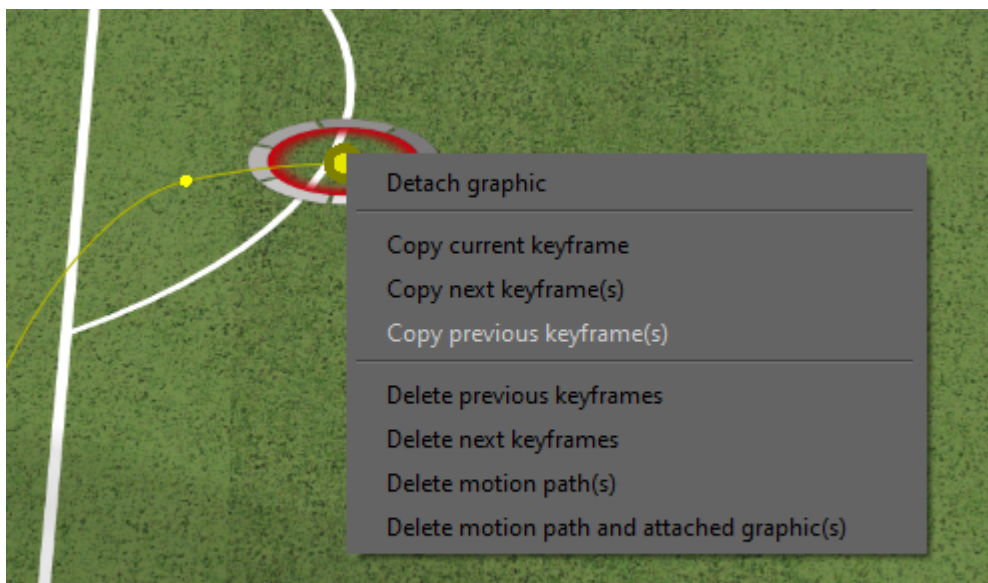 Detach graphic
Copy current keyframe
Copy next keyframe(s)
Copy previous keyframe(s)
Delete previous keyframes
Delete next keyframes
Delete motion path(s)
Delete motion path and attached graphic(s)